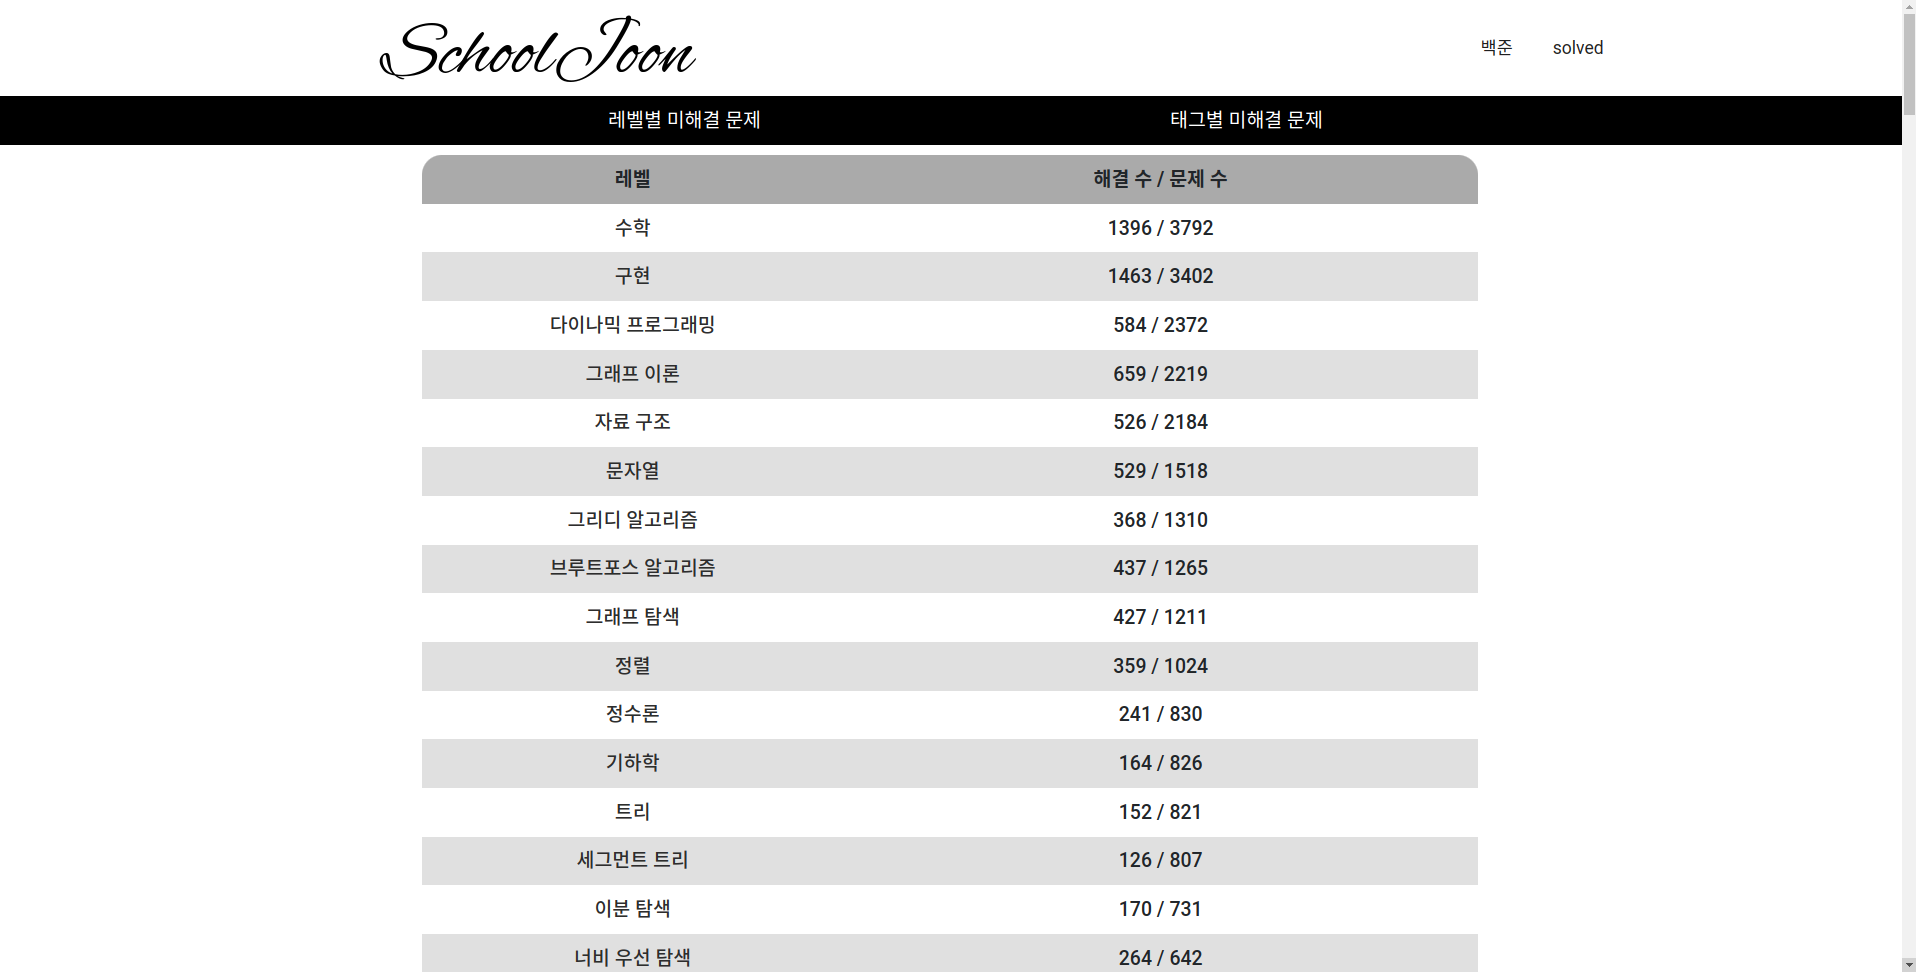 School Joon
백준 solved
레벨별 미해결 문제 태그별 미해결 문제
레벨 해결 수 / 문제 수
수학 1396 / 3792
구현 1463 / 3402
다이나믹 프로그래밍 584 / 2372
그래프 이론 659 / 2219
자료 구조 526 / 2184
문자열 529 / 1518
그리디 알고리즘 368 / 1310
브루트포스 알고리즘 437 / 1265
그래프 탐색 427 / 1211
정렬 359 / 1024
정수론 241 / 830
기하학 164 / 826
트리 152 / 821
세그먼트 트리 126 / 807
이분 탐색 170 / 731
너비 우선 탐색 264 / 642